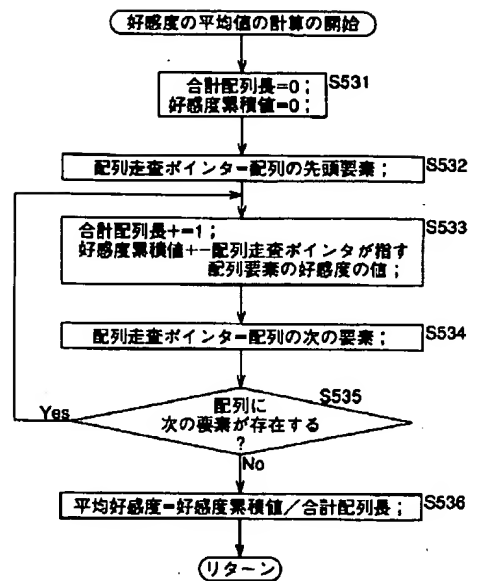 好感度の平均値の計算の開始
合計配列長=0;
好感度累積値=0;
S531
配列走査ポインタ=配列の先頭要素;
S532
合計配列長+=1;
好感度累積値+=配列走査ポインタが指す
配列要素の好感度の値;
S533
配列走査ポインタ=配列の次の要素;
S534
配列に
次の要素が存在する
?
S535
Yes
No
平均好感度=好感度累積値/合計配列長;
S536
リターン